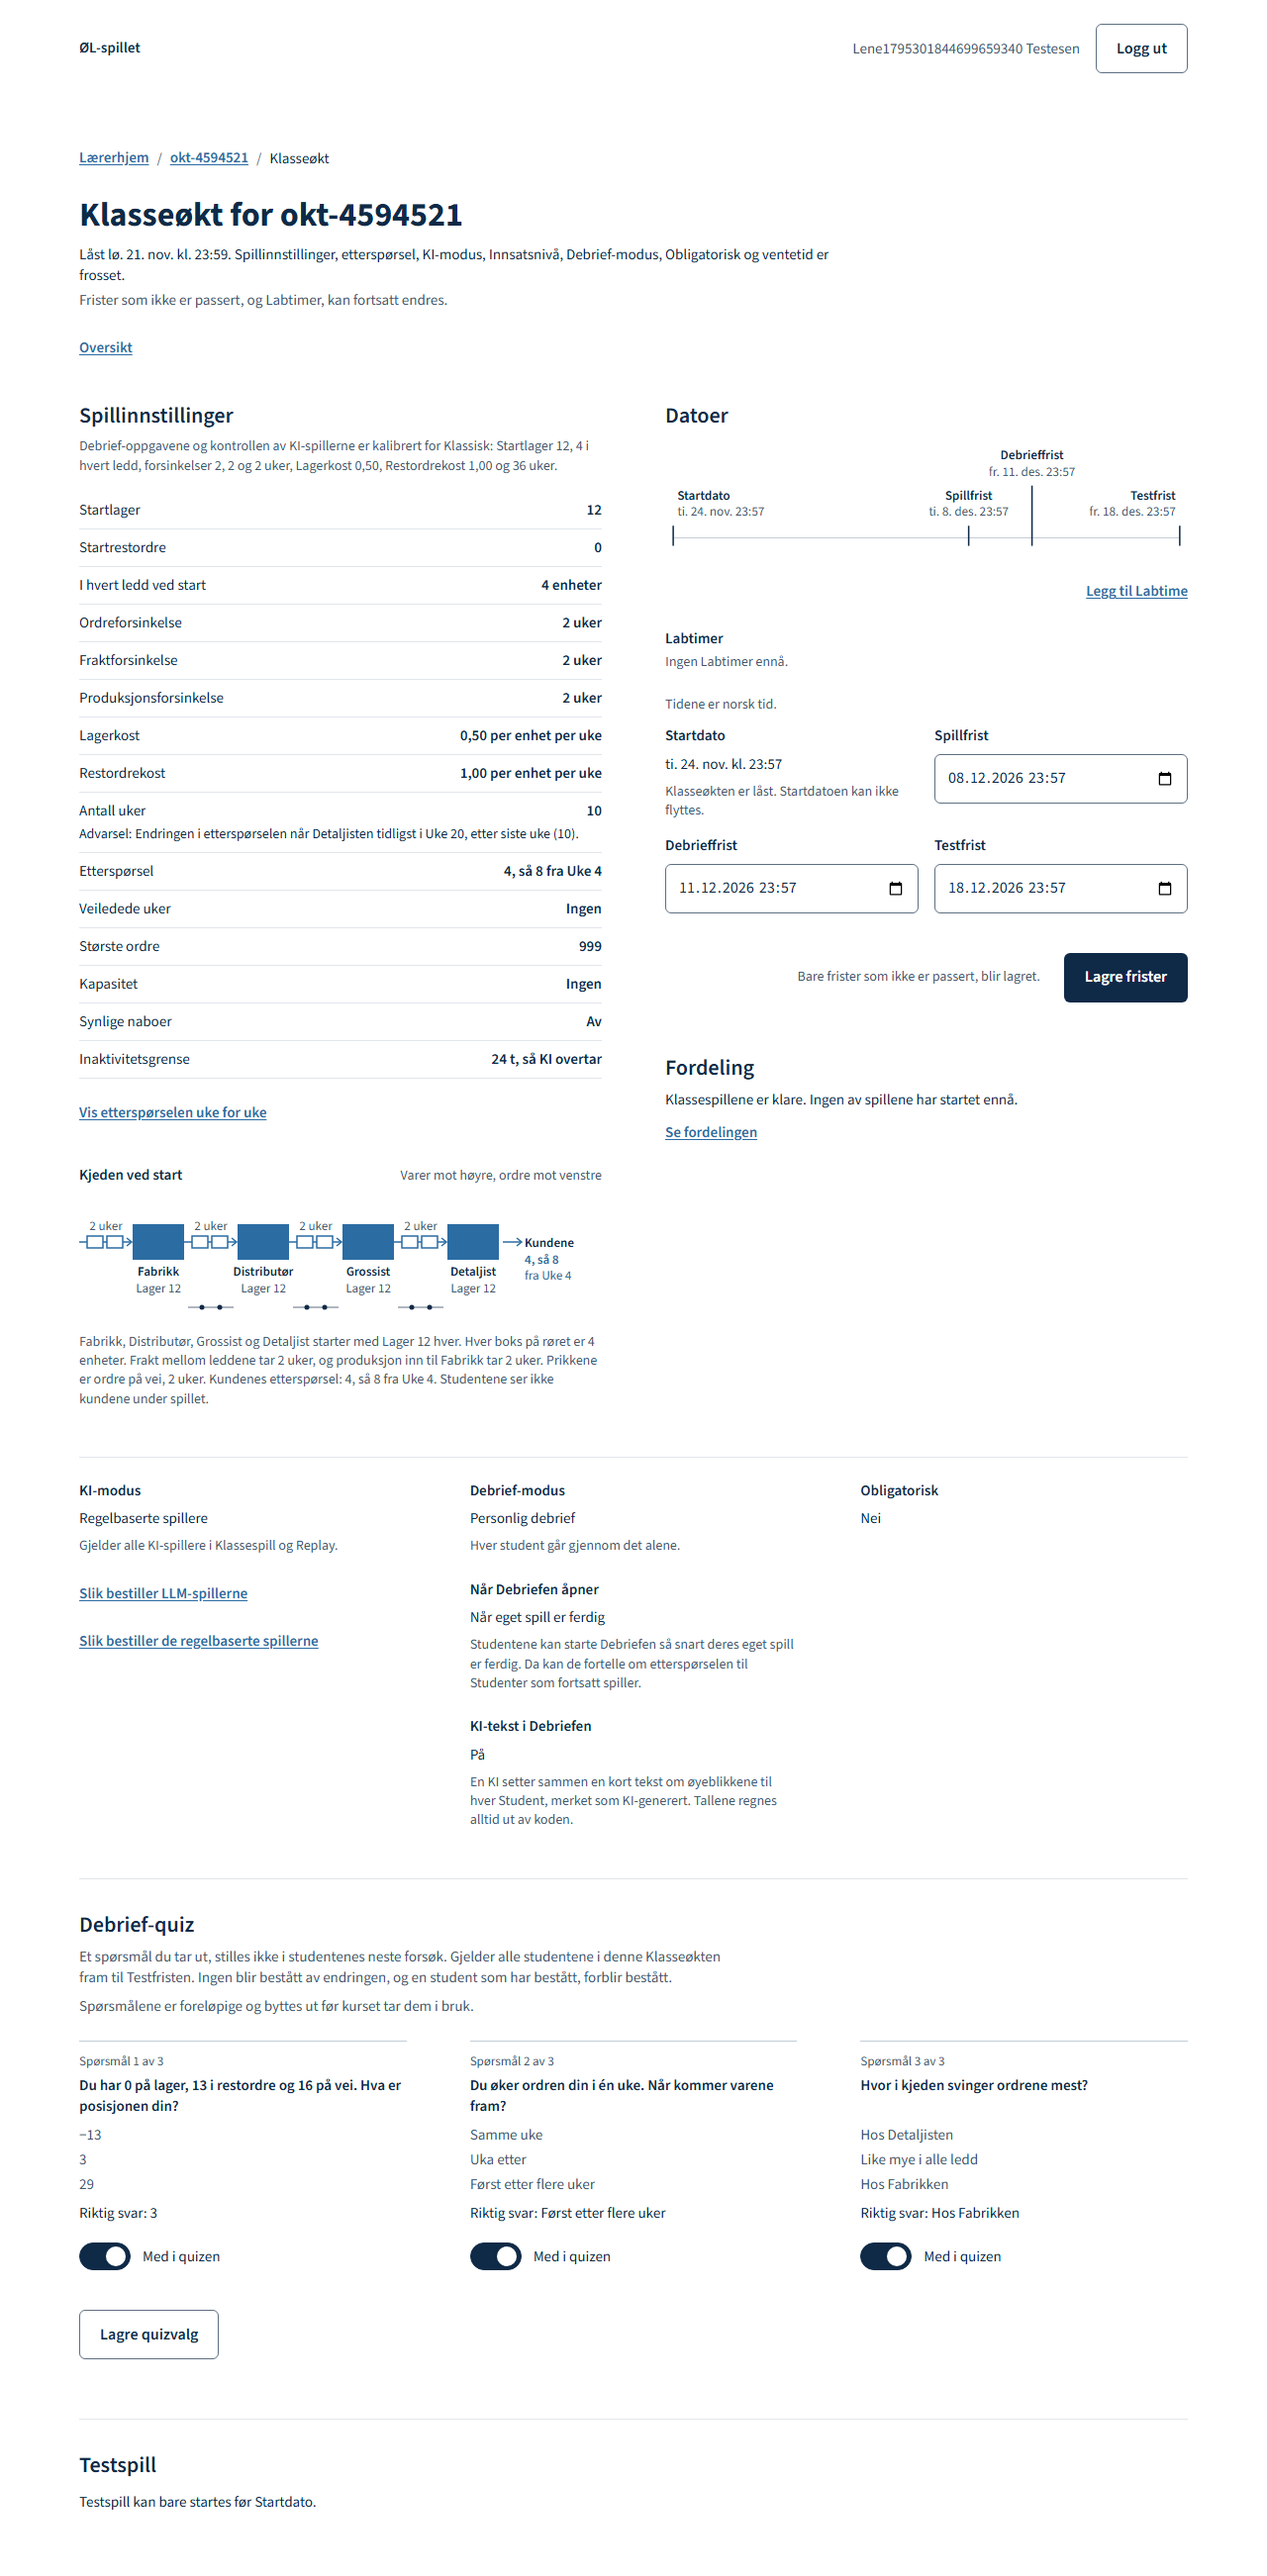 ØL-spillet
Lene1795301844699659340 Testesen
Logg ut
Lærerhjem / okt-4594521 / Klasseøkt
Klasseøkt for okt-4594521
Låst lø. 21. nov. kl. 23:59. Spillinnstillinger, etterspørsel, KI-modus, Innsatsnivå, Debrief-modus, Obligatorisk og ventetid er
frosset.
Frister som ikke er passert, og Labtimer, kan fortsatt endres.
Oversikt
Spillinnstillinger
Debrief-oppgavene og kontrollen av KI-spillerne er kalibrert for Klassisk: Startlager 12, 4 i
hvert ledd, forsinkelser 2, 2 og 2 uker, Lagerkost 0,50, Restordrekost 1,00 og 36 uker.
Startlager 12
Startrestordre 0
I hvert ledd ved start 4 enheter
Ordreforsinkelse 2 uker
Fraktforsinkelse 2 uker
Produksjonsforsinkelse 2 uker
Lagerkost 0,50 per enhet per uke
Restordrekost 1,00 per enhet per uke
Antall uker 10
Advarsel: Endringen i etterspørselen når Detaljisten tidligst i Uke 20, etter siste uke (10).
Etterspørsel 4, så 8 fra Uke 4
Veiledede uker Ingen
Største ordre 999
Kapasitet Ingen
Synlige naboer Av
Inaktivitetsgrense 24 t, så KI overtar
Vis etterspørselen uke for uke
Kjeden ved start Varer mot høyre, ordre mot venstre
2 uker 2 uker 2 uker 2 uker
Fabrikk Distributør Grossist Detaljist
Lager 12 Lager 12 Lager 12 Lager 12
Kundene
4, så 8
fra Uke 4
Fabrikk, Distributør, Grossist og Detaljist starter med Lager 12 hver. Hver boks på røret er 4
enheter. Frakt mellom leddene tar 2 uker, og produksjon inn til Fabrikk tar 2 uker. Prikkene
er ordre på vei, 2 uker. Kundenes etterspørsel: 4, så 8 fra Uke 4. Studentene ser ikke
kundene under spillet.
Datoer
Debrieffrist
fr. 11. des. 23:57
Startdato Spillfrist Testfrist
ti. 24. nov. 23:57 ti. 8. des. 23:57 fr. 18. des. 23:57
Legg til Labtime
Labtimer
Ingen Labtimer ennå.
Tidene er norsk tid.
Startdato
ti. 24. nov. kl. 23:57
Klasseøkten er låst. Startdatoen kan ikke
flyttes.
Spillfrist
08.12.2026 23:57
Debrieffrist
11.12.2026 23:57
Testfrist
18.12.2026 23:57
Bare frister som ikke er passert, blir lagret.
Lagre frister
Fordeling
Klassespillene er klare. Ingen av spillene har startet ennå.
Se fordelingen
KI-modus
Regelbaserte spillere
Gjelder alle KI-spillere i Klassespill og Replay.
Slik bestiller LLM-spillerne
Slik bestiller de regelbaserte spillerne
Debrief-modus
Personlig debrief
Hver student går gjennom det alene.
Når Debriefen åpner
Når eget spill er ferdig
Studentene kan starte Debriefen så snart deres eget spill
er ferdig. Da kan de fortelle om etterspørselen til
Studenter som fortsatt spiller.
KI-tekst i Debriefen
På
En KI setter sammen en kort tekst om øyeblikkene til
hver Student, merket som KI-generert. Tallene regnes
alltid ut av koden.
Obligatorisk
Nei
Debrief-quiz
Et spørsmål du tar ut, stilles ikke i studentenes neste forsøk. Gjelder alle studentene i denne Klasseøkten
fram til Testfristen. Ingen blir bestått av endringen, og en student som har bestått, forblir bestått.
Spørsmålene er foreløpige og byttes ut før kurset tar dem i bruk.
Spørsmål 1 av 3
Du har 0 på lager, 13 i restordre og 16 på vei. Hva er
posisjonen din?
−13
3
29
Riktig svar: 3
Med i quizen
Spørsmål 2 av 3
Du øker ordren din i én uke. Når kommer varene
fram?
Samme uke
Uka etter
Først etter flere uker
Riktig svar: Først etter flere uker
Med i quizen
Spørsmål 3 av 3
Hvor i kjeden svinger ordrene mest?
Hos Detaljisten
Like mye i alle ledd
Hos Fabrikken
Riktig svar: Hos Fabrikken
Med i quizen
Lagre quizvalg
Testspill
Testspill kan bare startes før Startdato.